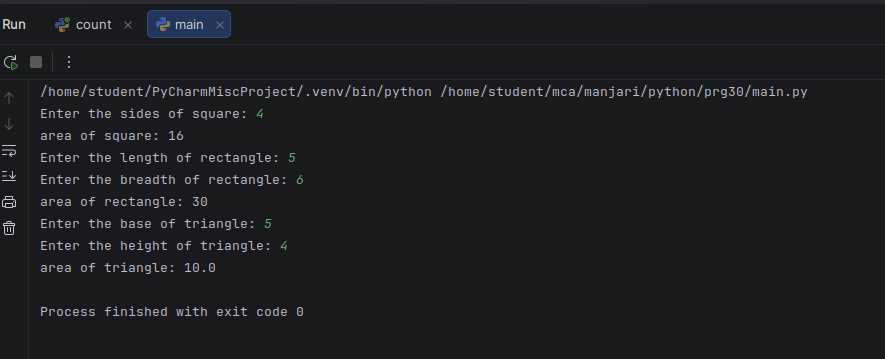 Run count main
/home/student/PyCharmMiscProject/.venv/bin/python /home/student/mca/manjari/python/prg30/main.py
Enter the sides of square: 4
area of square: 16
Enter the length of rectangle: 5
Enter the breadth of rectangle: 6
area of rectangle: 30
Enter the base of triangle: 5
Enter the height of triangle: 4
area of triangle: 10.0
Process finished with exit code 0